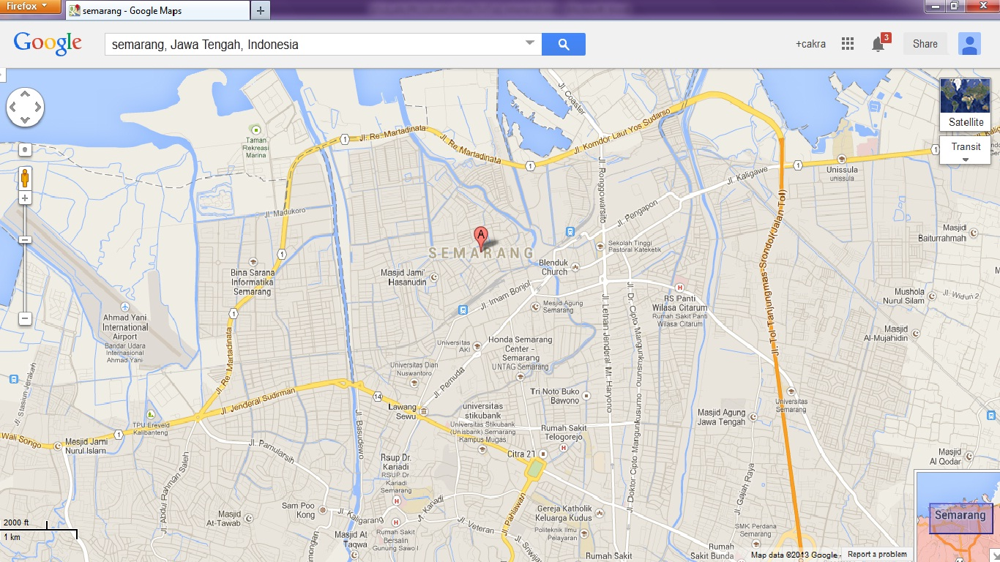 Firefox
semarang - Google Maps
Google
semarang, Jawa Tengah, Indonesia
+cakra
3
Share
Satellite
Transit
Jl. Coaster
Jl. Komdor Laut Yos Sudarso
Taman
Rekreasi
Marina
1
Jl. Re. Martadinata
Jl. Re Martadinata
1
Jl. Ronggowarsito
Jl. Kaligawe
1
Unissula
unissula
1
Jl. Kalig
Jl. Madukoro
Jl. Pengapon
Jl. Tol Tanjungmas Srondol(Jalan Tol)
A
SEMARANG
Sekolah Tinggi
Pastoral Kateketik
Masjid
Baiturrahmah
1
Bina Sarana
Informatika
Semarang
Masjid Jami'
Hasanudin
Blenduk
Church
Jl. Imam Bonjol
Mesjid Agung
Semarang
RS Panti
Wilasa Citarum
Rumah Sakit Panti
Wilasa Citarum
Mushola
Nurul Silam
Jl. Widuri 2
1
Ahmad Yani
International
Airport
Bandar Udara
Internasional
Ahmad Yani
Jl. Re. Martadinata
Universitas
AKI
Honda Semarang
Center -
Semarang
UNTAG Semarang
Jl. Letnan Jenderal. Mt. Haryono
Jl. Dr. Cipto Mangunkusumo
Jl. Doktor Cipto Mangunkusumo
Masjid
Al-Mujahidin
Jl. Stasiun Jerakah
Universitas Dian
Nuswantoro
Jl. Pemuda
Jl. Jenderal Sudirman
14
Tri Noto Buko
Bawono
Universitas
Semarang
Lawang
Sewu
universitas
stikubank
Universitas Stikubank
(Unisbank) Semarang
Kampus Mugas
Masjid Agung
Jawa Tengah
TPU Ereveld
Kalibanteng
1
Wali Songo
Mesjid Jami
Nurul Islam
Jl. Basudewo
Rumah Sakit
Telogorejo
Jl. Pamularsih
Jl. Abdul Rahman Saleh
Rsup Dr.
Kariadi
RSUP Dr
Kariadi
Semarang
Citra 21
Masjid
Al Qodar
Jl. Gajah Raya
Sam Poo
Kong
Jl. Kariadi
Jl. Kaligarang
Masjid
At-Tawab
Jl. Pahlawan
Gereja Katholik
Keluarga Kudus
Semarang
2000 ft
1 km
Masjid At
Taqwa
Rumah Sakit
Bersalin
Gunung Sawo I
Jl. Veteran
Jl. Sriwijaya
Politeknik Ilmu
Pelayaran
SMK Perdana
Semarang
Rumah Sakit
Rumah
Sakit Bunda
Map data ©2013 Google -
Report a problem
14